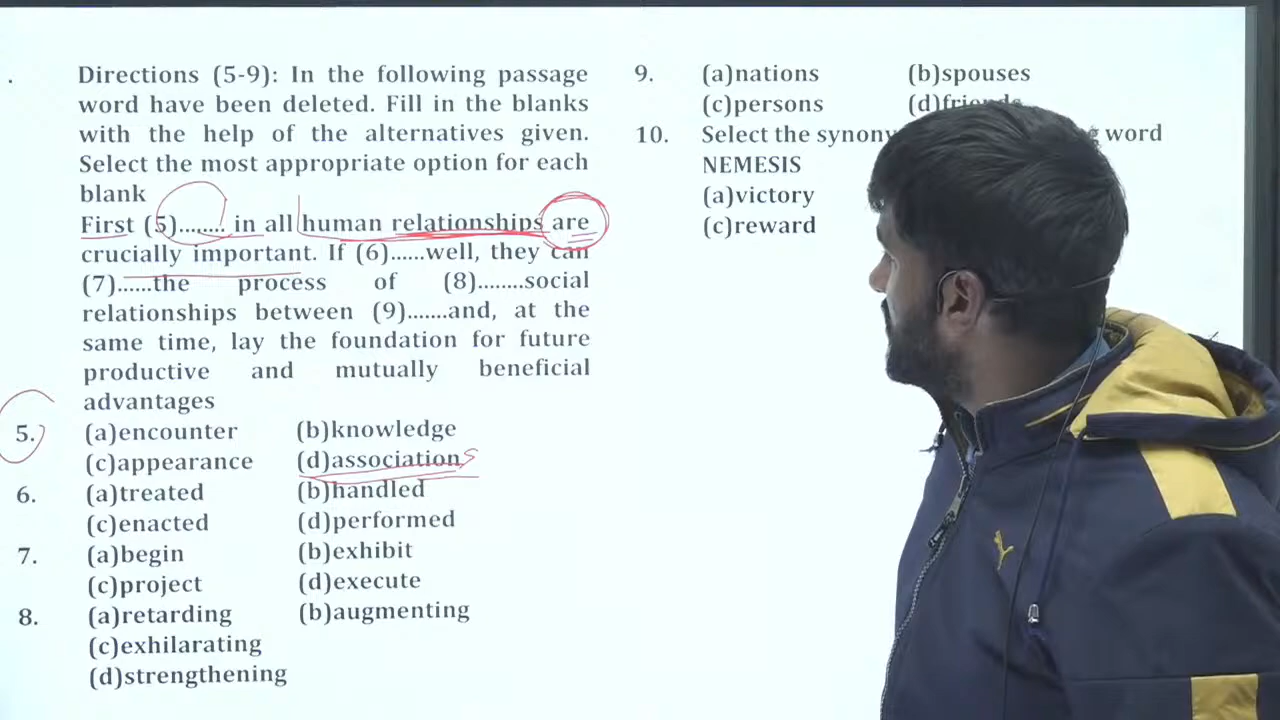 Directions (5-9): In the following passage
word have been deleted. Fill in the blanks
with the help of the alternatives given.
Select the most appropriate option for each
blank
First (5)........ in all human relationships are
crucially important. If (6)......well, they can
(7)......the process of (8)........social
relationships between (9).......and, at the
same time, lay the foundation for future
productive and mutually beneficial
advantages
5. (a)encounter (b)knowledge
(c)appearance (d)associations
6. (a)treated (b)handled
(c)enacted (d)performed
7. (a)begin (b)exhibit
(c)project (d)execute
8. (a)retarding (b)augmenting
(c)exhilarating
(d)strengthening
9. (a)nations (b)spouses
(c)persons (d)friends
10. Select the word
NEMESIS
(a)victory
(c)reward